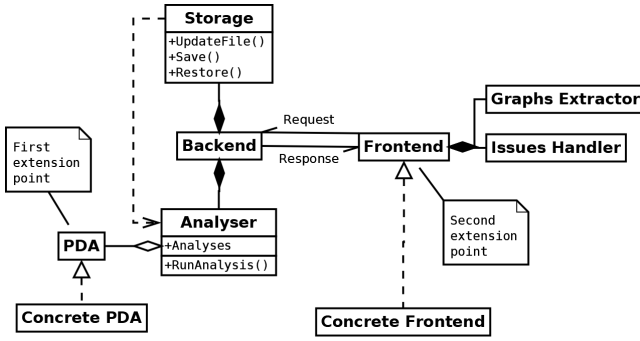 Storage
+UpdateFile()
+Save()
+Restore()
Request
Graphs Extractor
Backend
Frontend
Issues Handler
Response
First
extension
point
Analyser
+Analyses
+RunAnalysis()
PDA
Second
extension
point
Concrete PDA
Concrete Frontend